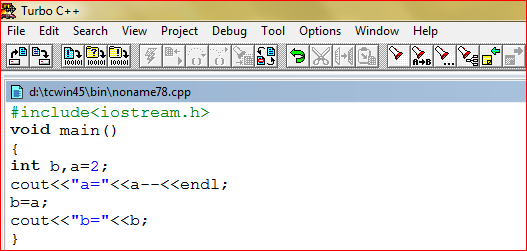 Turbo C++
File Edit Search View Project Debug Tool Options Window Help
A→B
d:\tcwin45\bin\noname78.cpp
#include<iostream.h>
void main()
{
int b,a=2;
cout<<"a="<<a--<<endl;
b=a;
cout<<"b="<<b;
}